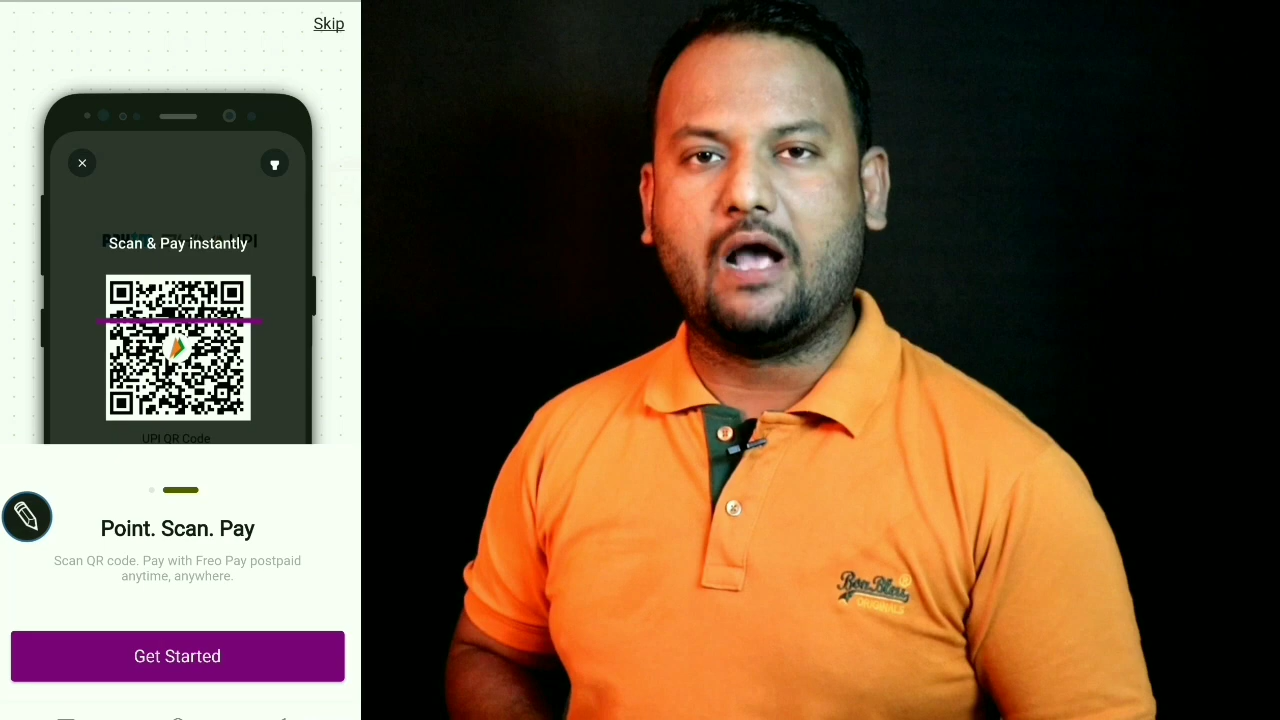 Skip
Scan & Pay instantly
UPI QR Code
Point. Scan. Pay
Scan QR code. Pay with Freo Pay postpaid
anytime, anywhere.
Get Started
ORIGINALS